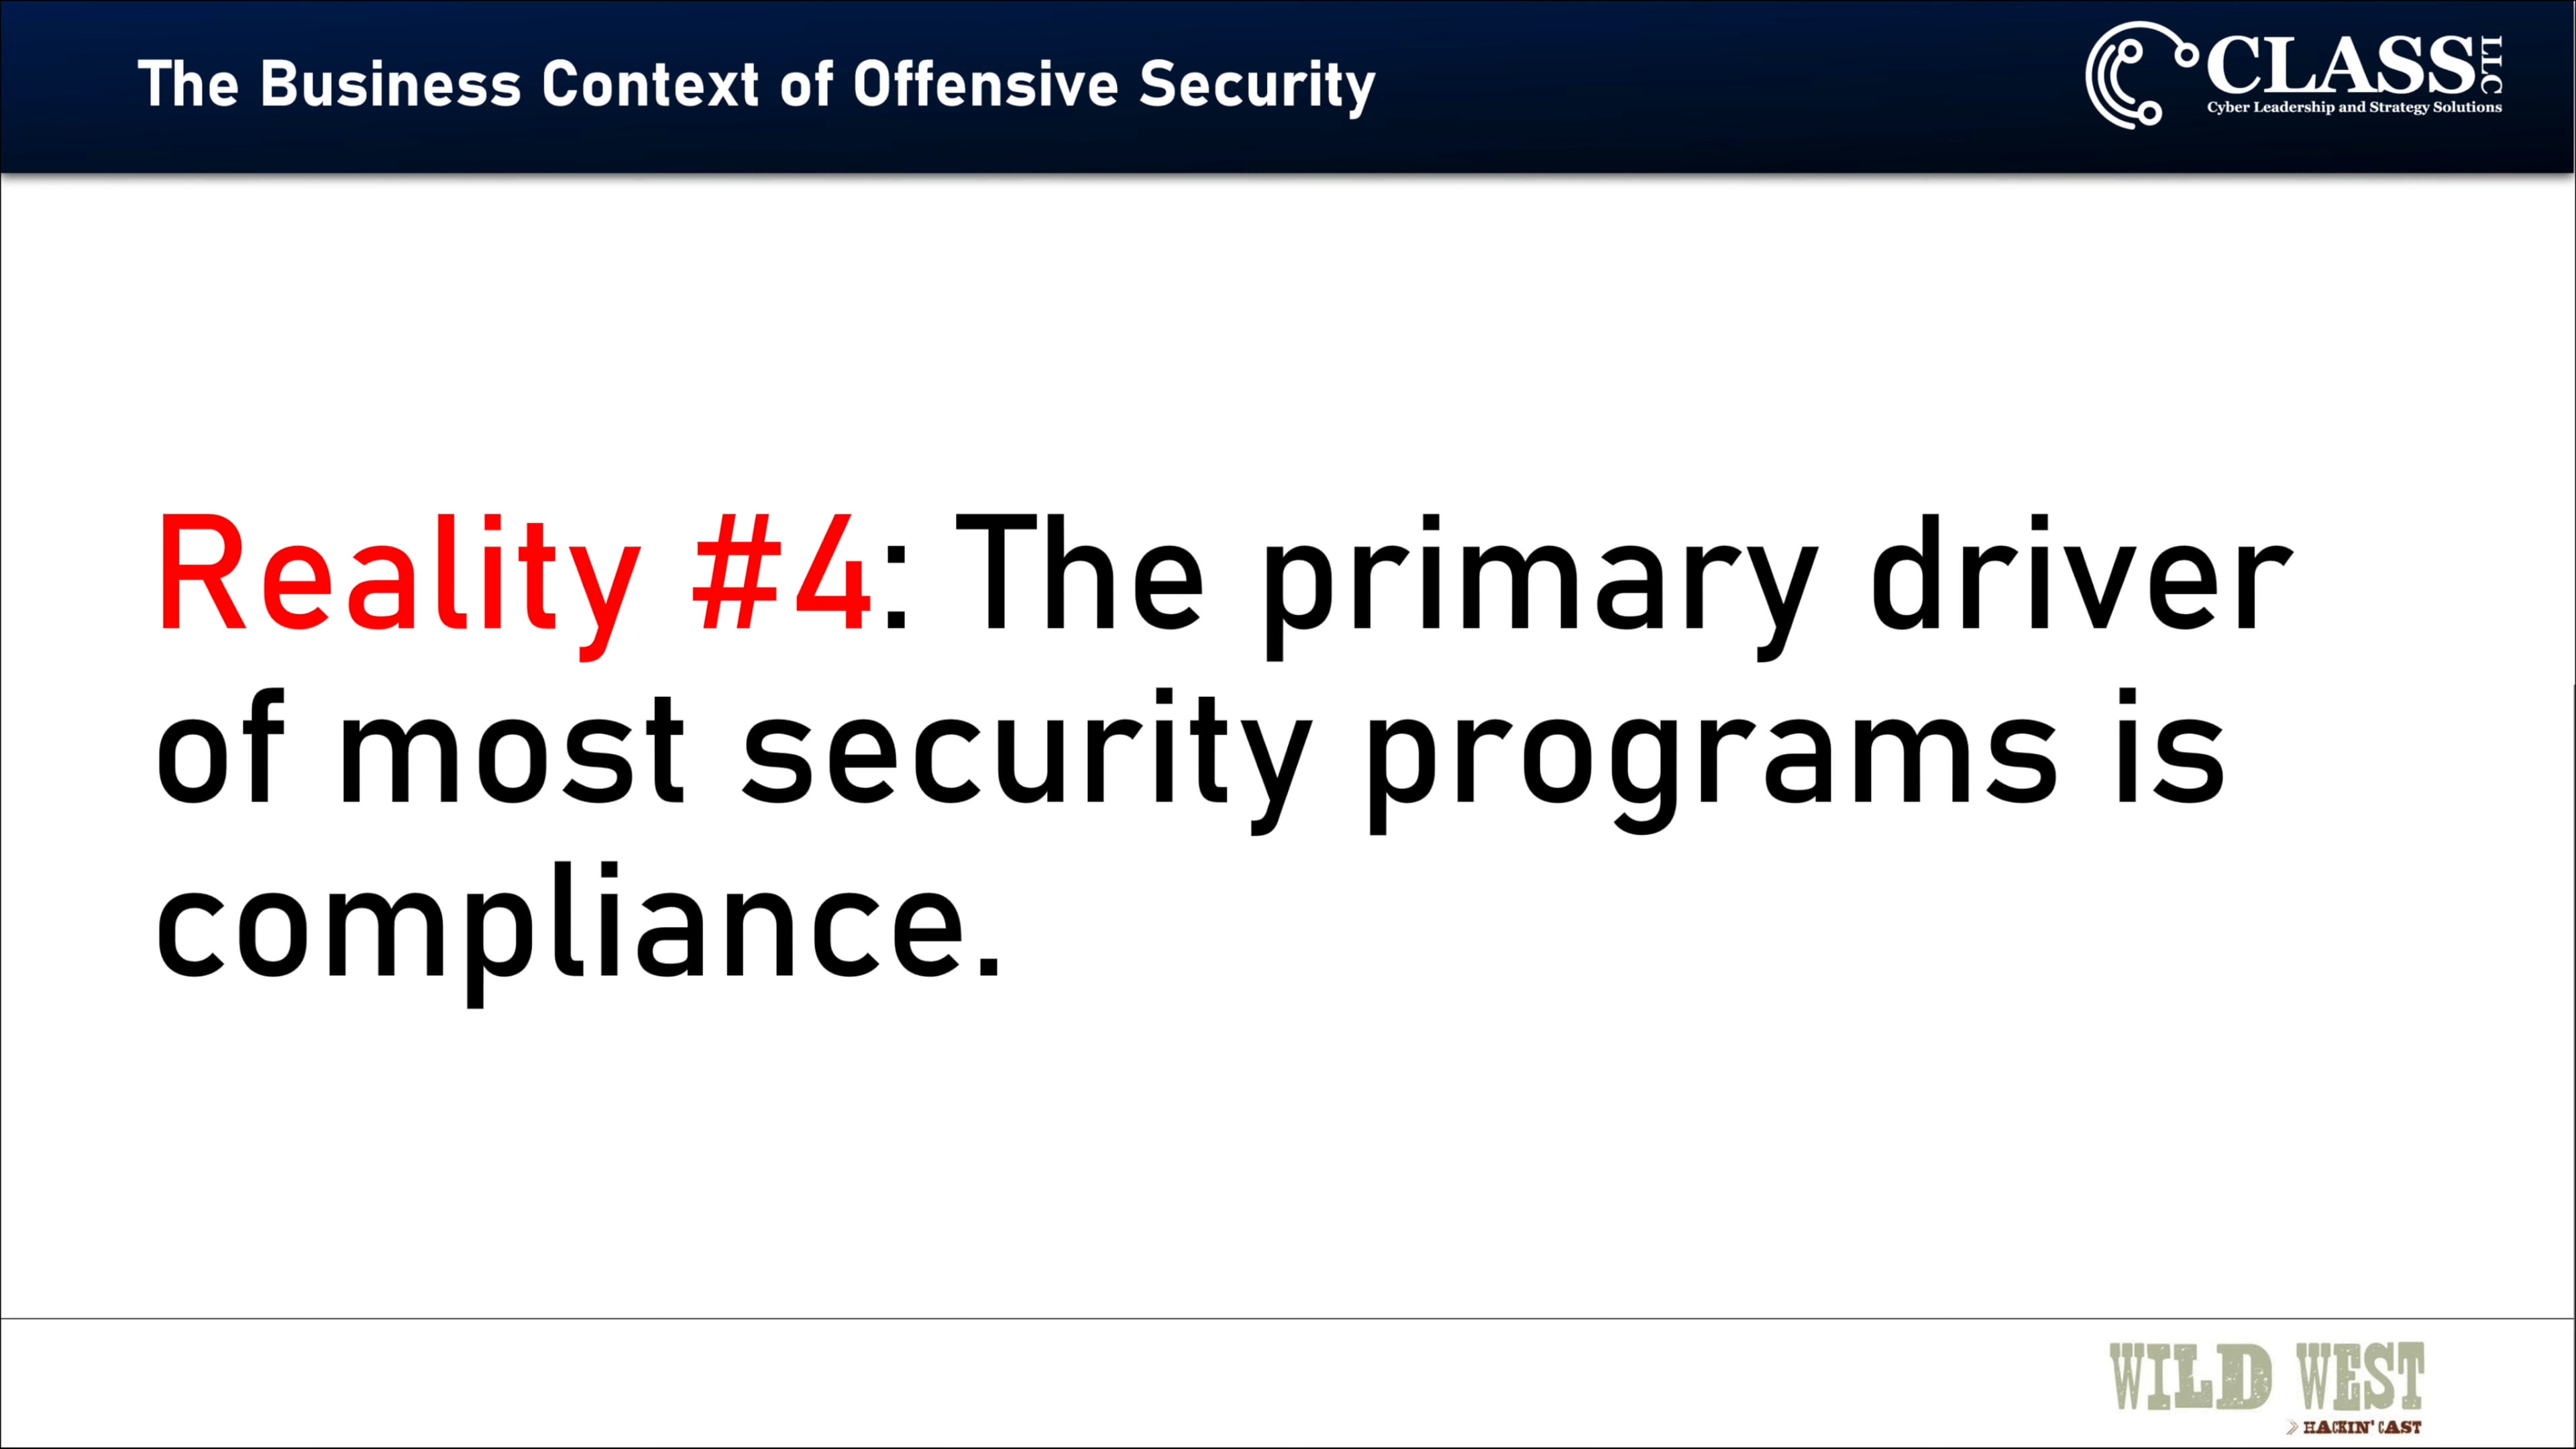 The Business Context of Offensive Security
CLASS LLC
Cyber Leadership and Strategy Solutions
Reality #4: The primary driver
of most security programs is
compliance.
WILD WEST
HACKIN' CAST